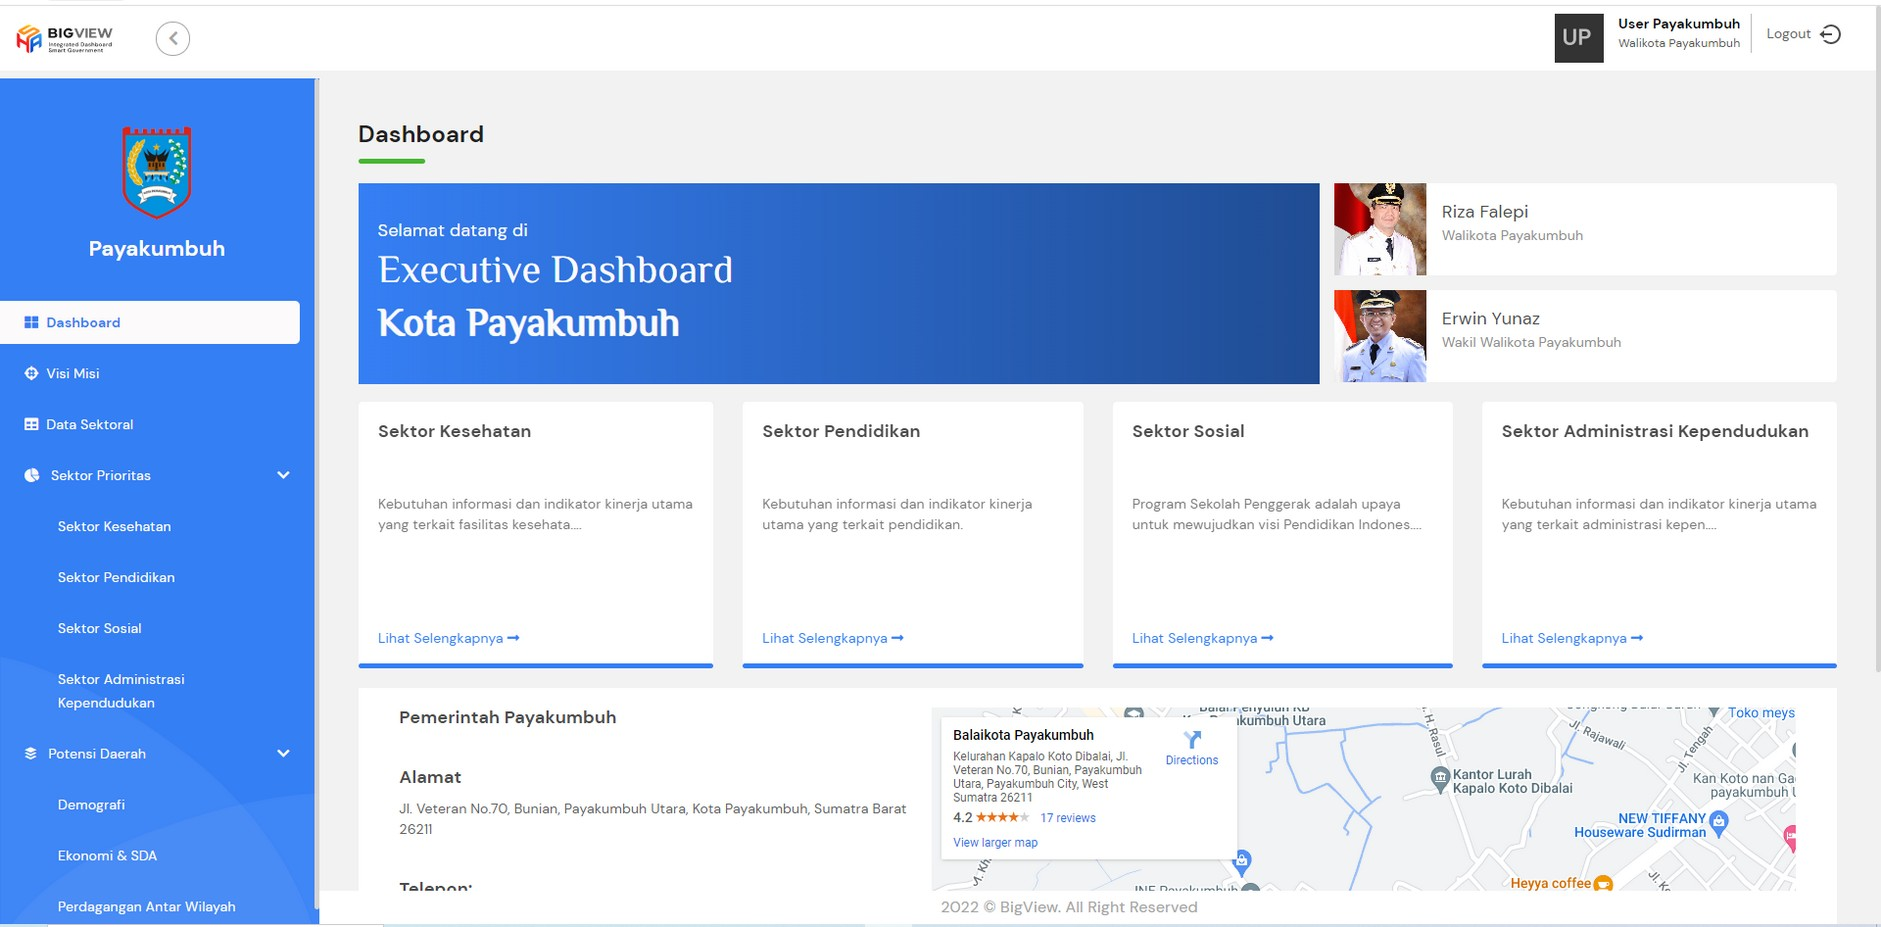 BIGVIEW
Integrated Dashboard
Smart Government
UP
User Payakumbuh
Walikota Payakumbuh
Logout
Payakumbuh
Dashboard
Visi Misi
Data Sektoral
Sektor Prioritas
Sektor Kesehatan
Sektor Pendidikan
Sektor Sosial
Sektor Administrasi
Kependudukan
Potensi Daerah
Demografi
Ekonomi & SDA
Perdagangan Antar Wilayah
Dashboard
Selamat datang di
Executive Dashboard
Kota Payakumbuh
Riza Falepi
Walikota Payakumbuh
Erwin Yunaz
Wakil Walikota Payakumbuh
Sektor Kesehatan
Kebutuhan informasi dan indikator kinerja utama
yang terkait fasilitas kesehata....
Lihat Selengkapnya
Sektor Pendidikan
Kebutuhan informasi dan indikator kinerja
utama yang terkait pendidikan.
Lihat Selengkapnya
Sektor Sosial
Program Sekolah Penggerak adalah upaya
untuk mewujudkan visi Pendidikan Indones....
Lihat Selengkapnya
Sektor Administrasi Kependudukan
Kebutuhan informasi dan indikator kinerja utama
yang terkait administrasi kepen....
Lihat Selengkapnya
Pemerintah Payakumbuh
Alamat
Jl. Veteran No.70, Bunian, Payakumbuh Utara, Kota Payakumbuh, Sumatra Barat
26211
Telepon:
Balaikota Payakumbuh
Kelurahan Kapalo Koto Dibalai, Jl.
Veteran No.70, Bunian, Payakumbuh
Utara, Payakumbuh City, West
Sumatra 26211
4.2
17 reviews
View larger map
Directions
Balai Penyuluh KB
kumbuh Utara
H. Rasul
Jl. Rajawali
Jl. Tengah
Toko meys
Kantor Lurah
Kapalo Koto Dibalai
Kan Koto nan Ga
payakumbuh U
NEW TIFFANY
Houseware Sudirman
Heyya coffee
JNE Payakumbuh
2022 © BigView. All Right Reserved